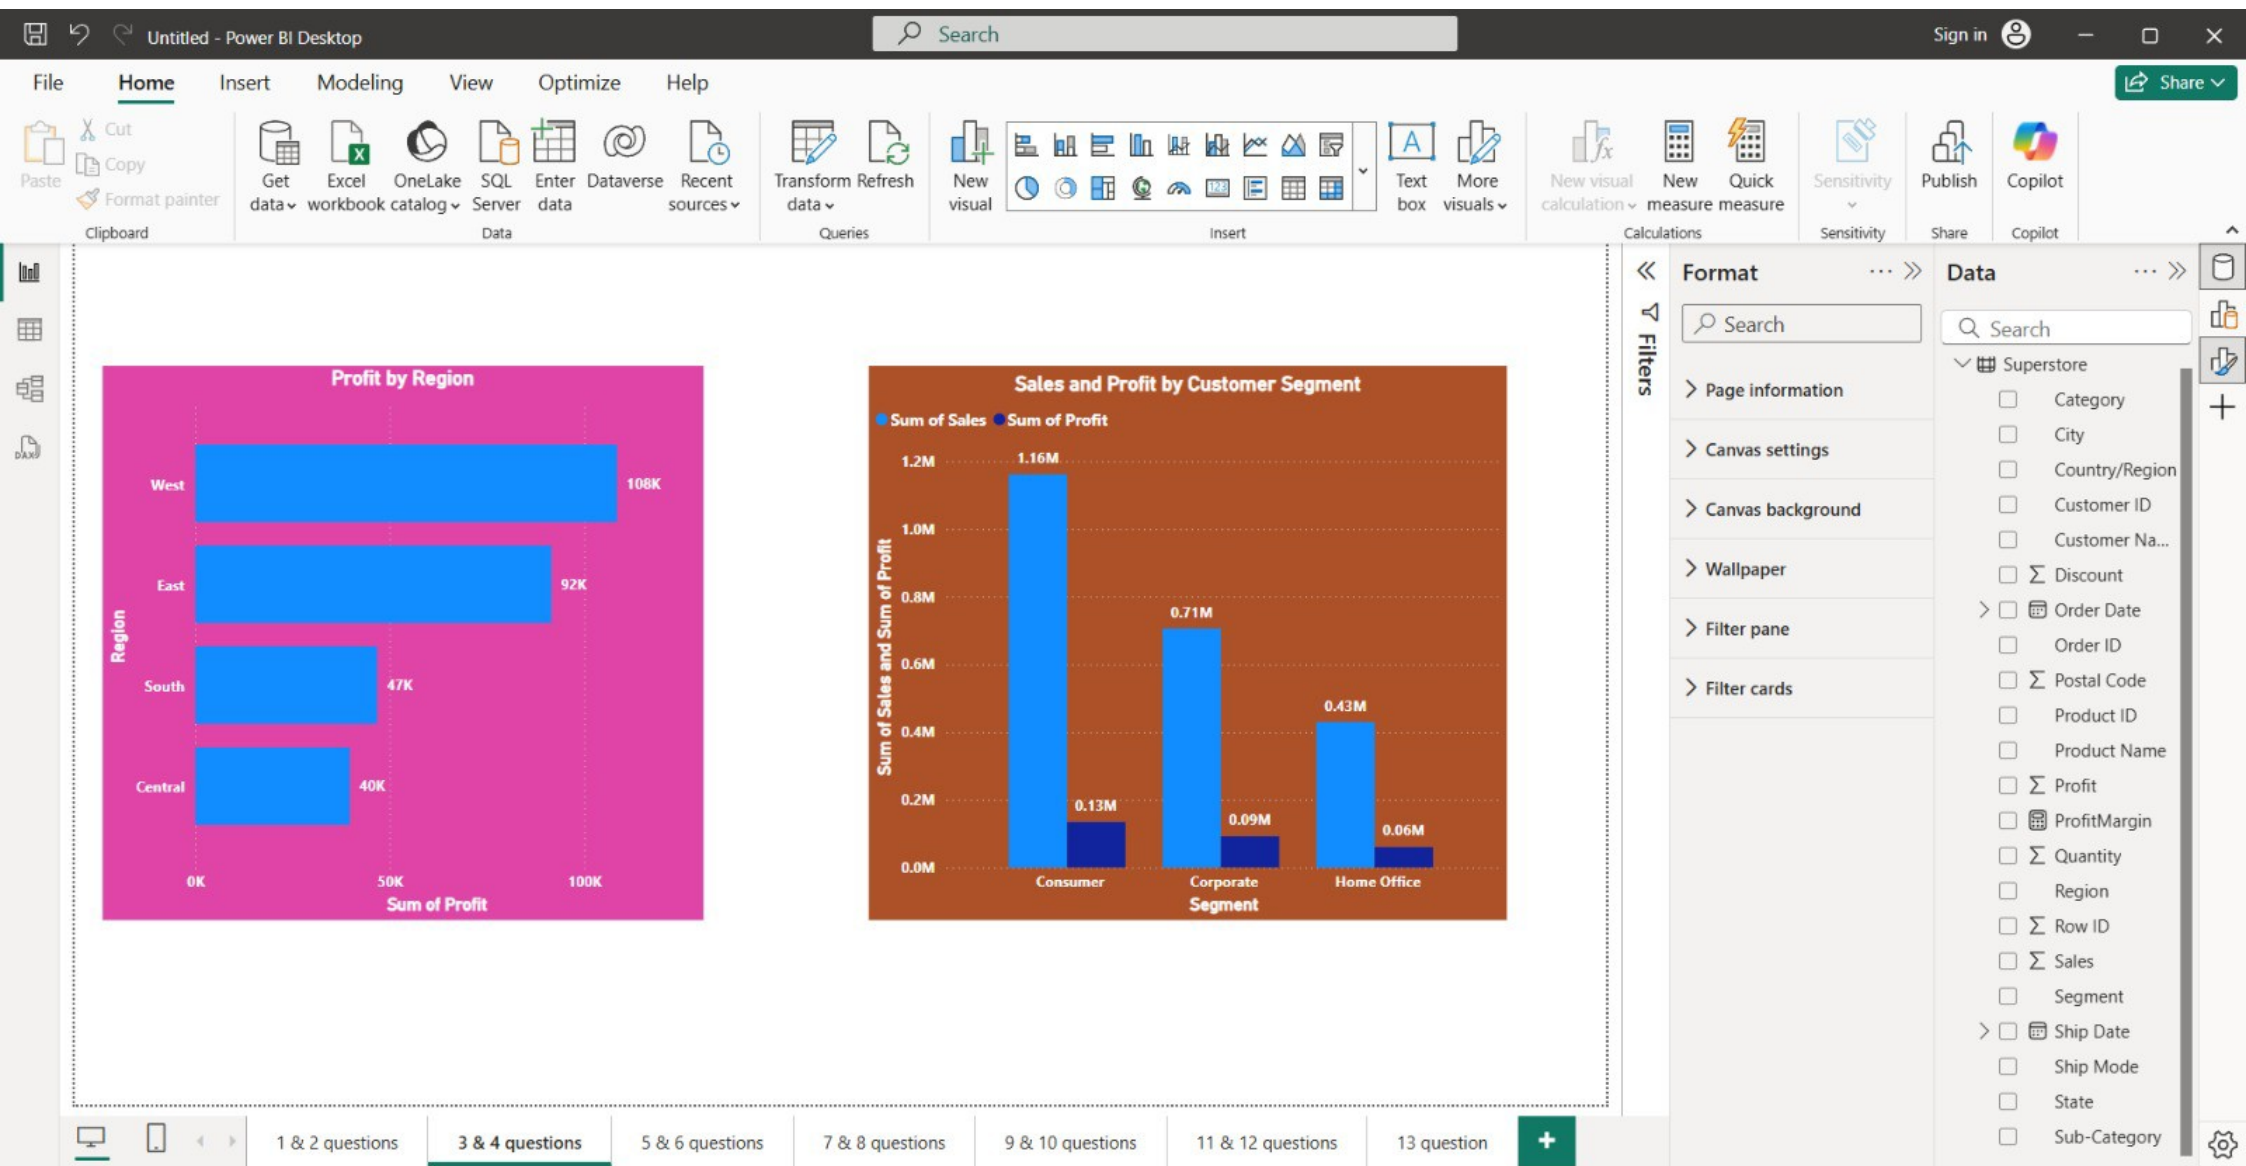 Untitled - Power BI Desktop
Search
Sign in
File Home Insert Modeling View Optimize Help
Share
Paste
Cut
Copy
Format painter
Clipboard
Get data
Excel workbook
OneLake catalog
SQL Server
Enter data
Dataverse
Recent sources
Data
Transform data
Refresh
Queries
New visual
Text box
More visuals
Insert
New visual calculation
New measure
Quick measure
Calculations
Sensitivity
Sensitivity
Publish
Share
Copilot
Copilot
Profit by Region
Region
West 108K
East 92K
South 47K
Central 40K
0K 50K 100K
Sum of Profit
Sales and Profit by Customer Segment
Sum of Sales Sum of Profit
Sum of Sales and Sum of Profit
1.2M
1.0M
0.8M
0.6M
0.4M
0.2M
0.0M
1.16M
0.13M
0.71M
0.09M
0.43M
0.06M
Consumer Corporate Home Office
Segment
Filters
Format
Search
Page information
Canvas settings
Canvas background
Wallpaper
Filter pane
Filter cards
Data
Search
Superstore
Category
City
Country/Region
Customer ID
Customer Na...
Discount
Order Date
Order ID
Postal Code
Product ID
Product Name
Profit
ProfitMargin
Quantity
Region
Row ID
Sales
Segment
Ship Date
Ship Mode
State
Sub-Category
1 & 2 questions
3 & 4 questions
5 & 6 questions
7 & 8 questions
9 & 10 questions
11 & 12 questions
13 question